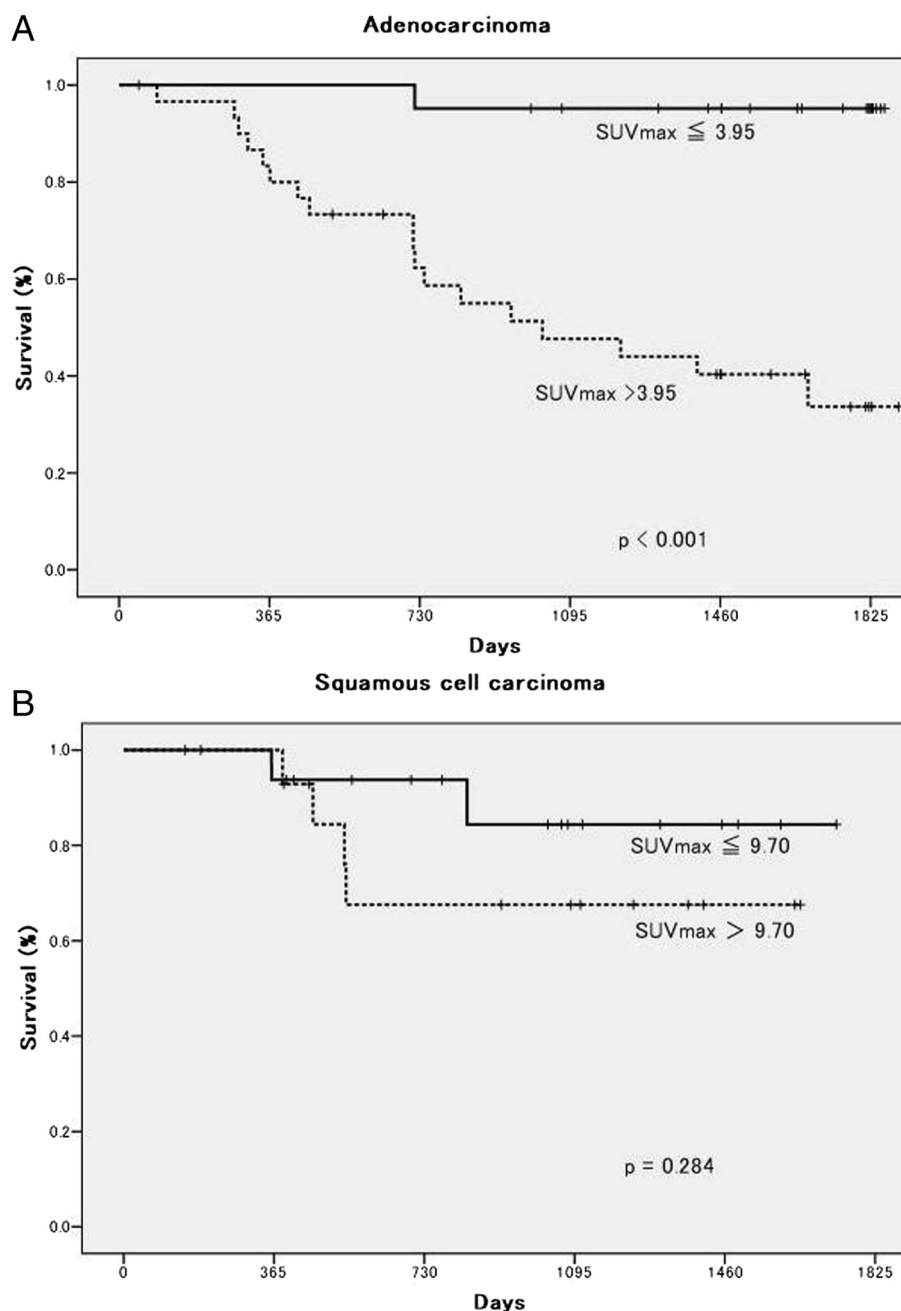 A
Adenocarcinoma
Survival (%)
1.0
0.8
0.6
0.4
0.2
0.0
SUVmax ≦ 3.95
SUVmax >3.95
p < 0.001
0 365 730 1095 1460 1825
Days
B
Squamous cell carcinoma
Survival (%)
1.0
0.8
0.6
0.4
0.2
0.0
SUVmax ≦ 9.70
SUVmax > 9.70
p = 0.284
0 365 730 1095 1460 1825
Days